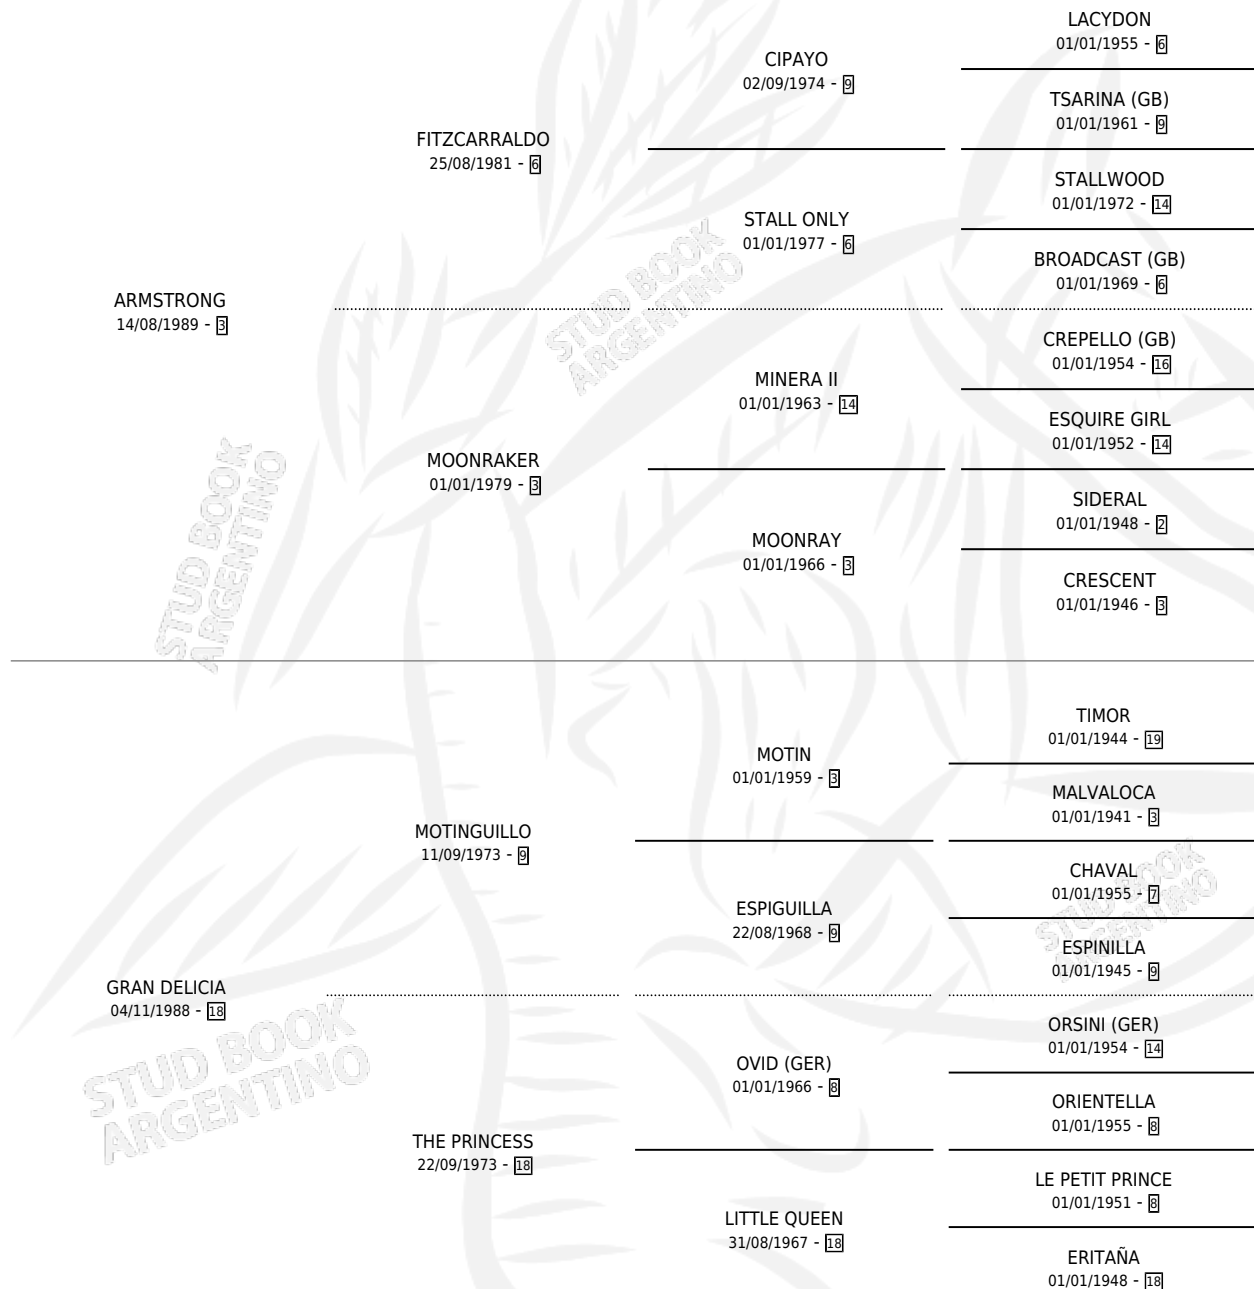 LACYDON
01/01/1955 - 6
CIPAYO
02/09/1974 - 9
TSARINA (GB)
01/01/1961 - 9
FITZCARRALDO
25/08/1981 - 6
STALLWOOD
01/01/1972 - 14
STALL ONLY
01/01/1977 - 6
BROADCAST (GB)
01/01/1969 - 6
ARMSTRONG
14/08/1989 - 3
CREPELLO (GB)
01/01/1954 - 16
MINERA II
01/01/1963 - 14
ESQUIRE GIRL
01/01/1952 - 14
MOONRAKER
01/01/1979 - 3
SIDERAL
01/01/1948 - 2
MOONRAY
01/01/1966 - 3
CRESCENT
01/01/1946 - 3
TIMOR
01/01/1944 - 19
MOTIN
01/01/1959 - 3
MALVALOCA
01/01/1941 - 3
MOTINGUILLO
11/09/1973 - 9
CHAVAL
01/01/1955 - 7
ESPIGUILLA
22/08/1968 - 9
ESPINILLA
01/01/1945 - 9
GRAN DELICIA
04/11/1988 - 18
ORSINI (GER)
01/01/1954 - 14
OVID (GER)
01/01/1966 - 8
ORIENTELLA
01/01/1955 - 8
THE PRINCESS
22/09/1973 - 18
LE PETIT PRINCE
01/01/1951 - 8
LITTLE QUEEN
31/08/1967 - 18
ERITAÑA
01/01/1948 - 18
STUD BOOK
ARGENTINO
STUD BOOK
ARGENTINO
STUD BOOK
ARGENTINO
STUD BOOK
ARGENTINO